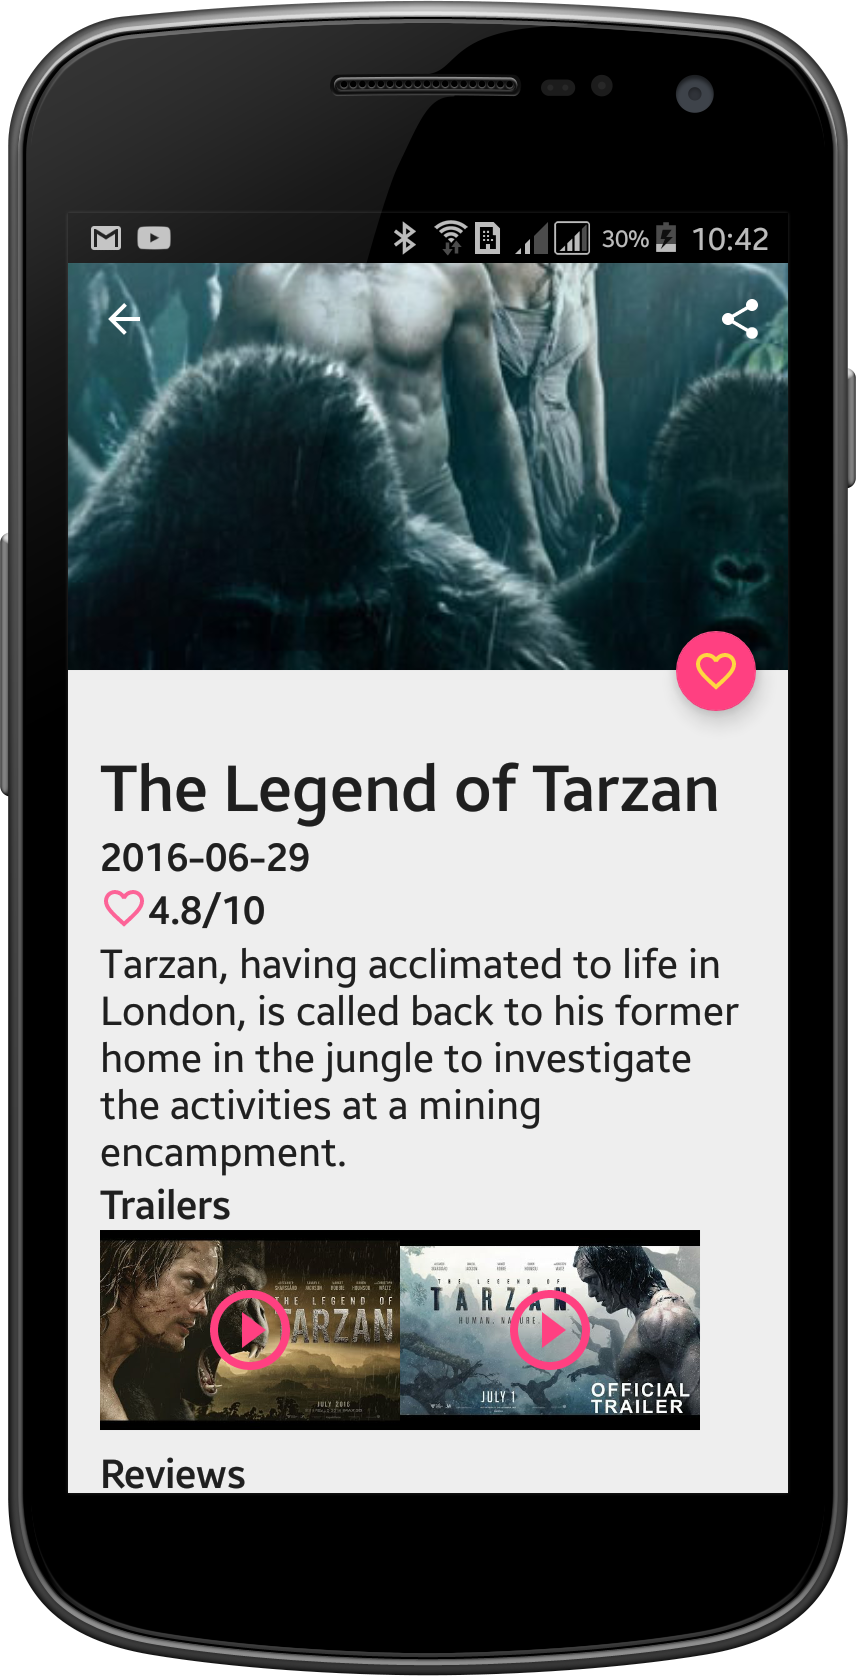 30% 10:42
The Legend of Tarzan
2016-06-29
4.8/10
Tarzan, having acclimated to life in
London, is called back to his former
home in the jungle to investigate
the activities at a mining
encampment.
Trailers
THE LEGEND OF
TARZAN
JULY 2016
THE LEGEND OF
TARZAN
HUMAN. NATURE.
JULY 1
OFFICIAL
TRAILER
Reviews